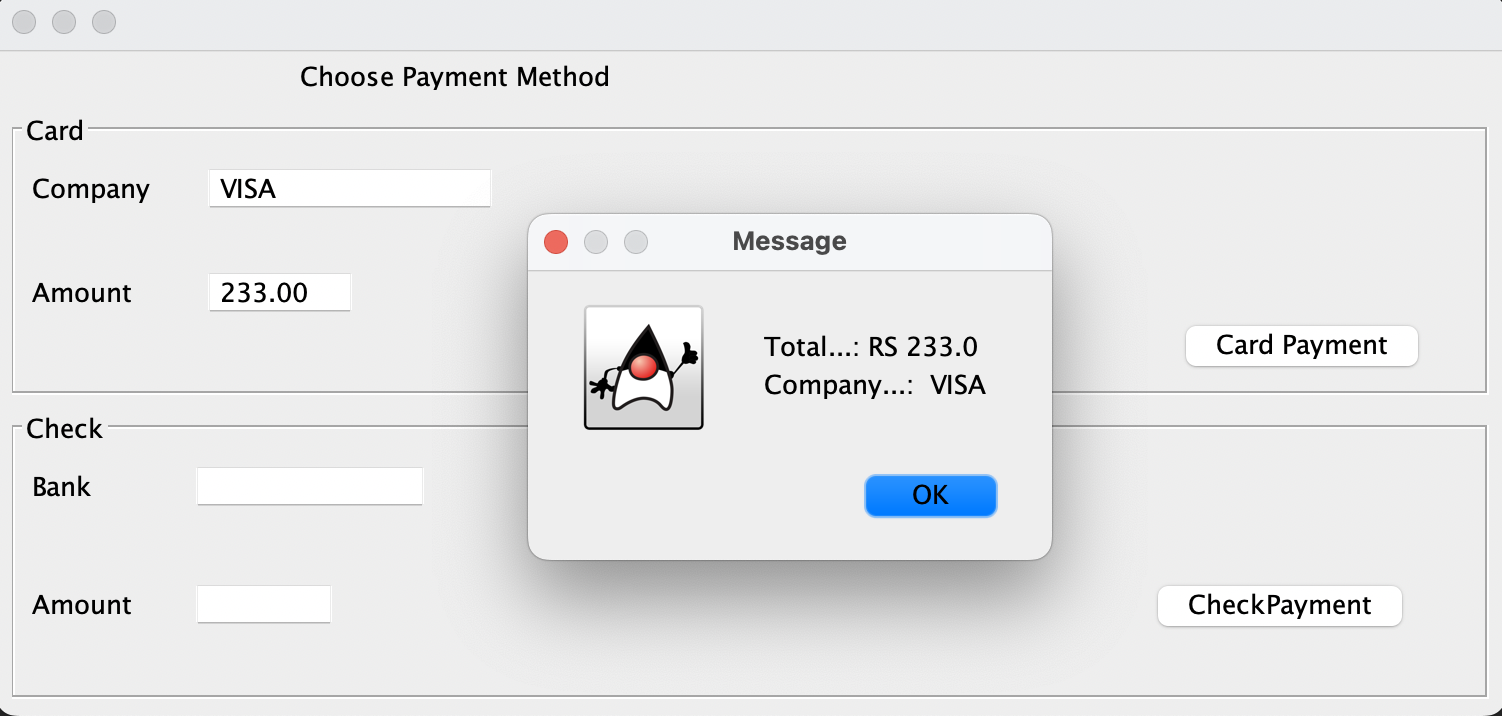 Choose Payment Method
Card
Company
VISA
Amount
233.00
Card Payment
Message
Total...: RS 233.0
Company...:  VISA
OK
Check
Bank
Amount
CheckPayment